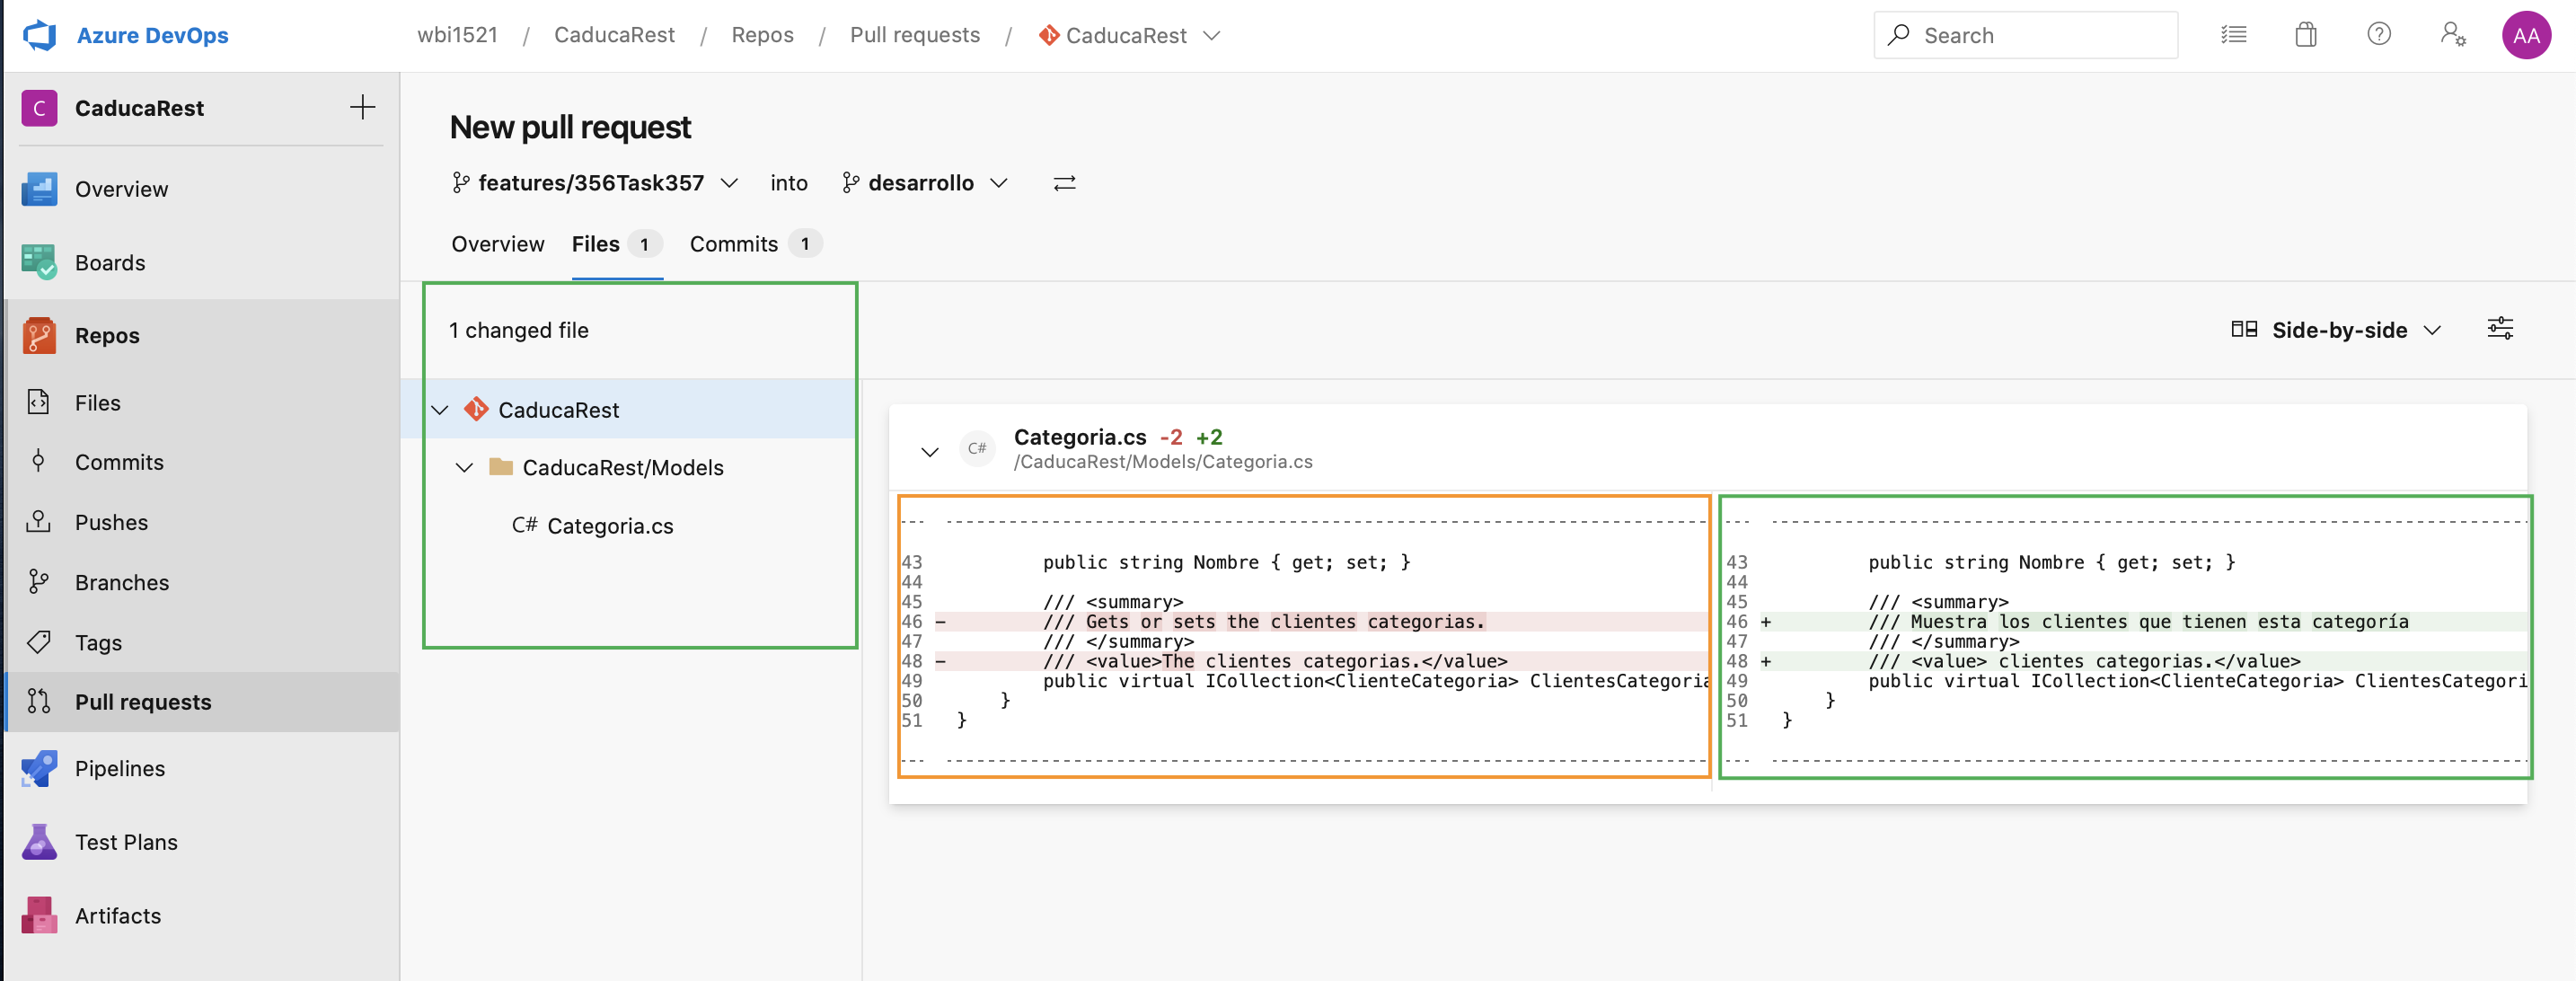 Azure DevOps
wbi1521 / CaducaRest / Repos / Pull requests / CaducaRest
Search
AA
C CaducaRest
Overview
Boards
Repos
Files
Commits
Pushes
Branches
Tags
Pull requests
Pipelines
Test Plans
Artifacts
New pull request
features/356Task357 into desarrollo
Overview Files 1 Commits 1
1 changed file
Side-by-side
CaducaRest
CaducaRest/Models
C# Categoria.cs
C# Categoria.cs -2 +2
/CaducaRest/Models/Categoria.cs
43 public string Nombre { get; set; }
44
45 /// <summary>
46 - /// Gets or sets the clientes categorias.
47 /// </summary>
48 - /// <value>The clientes categorias.</value>
49 public virtual ICollection<ClienteCategoria> ClientesCategoria
50 }
51 }
43 public string Nombre { get; set; }
44
45 /// <summary>
46 + /// Muestra los clientes que tienen esta categoría
47 /// </summary>
48 + /// <value> clientes categorias.</value>
49 public virtual ICollection<ClienteCategoria> ClientesCategori
50 }
51 }